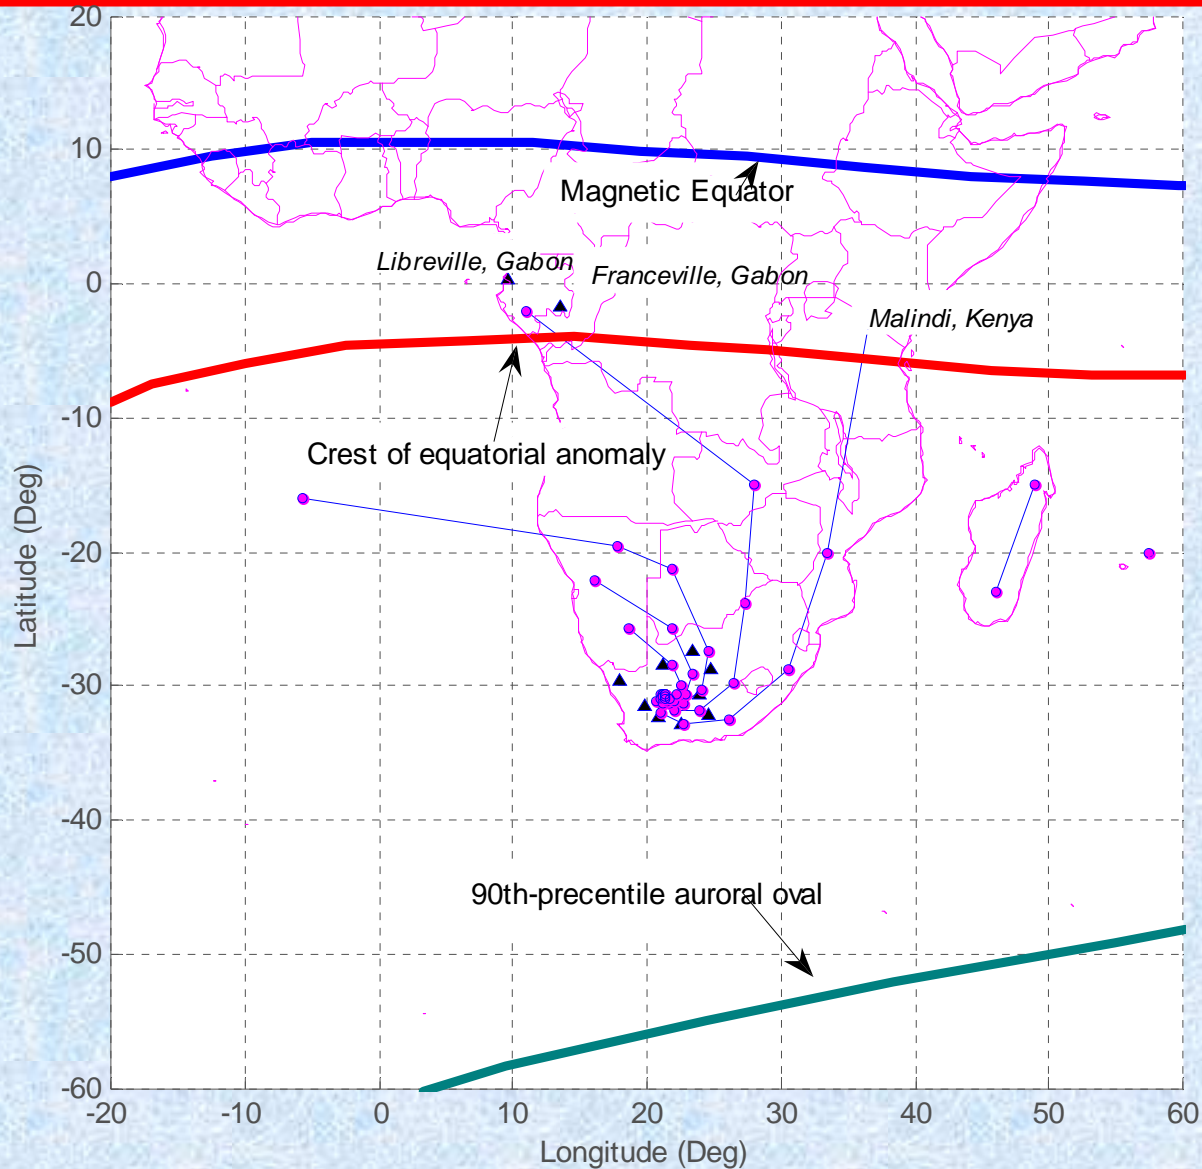 20
10
Magnetic Equator
Libreville, Gabon
Franceville, Gabon
0
Malindi, Kenya
-10
Crest of equatorial anomaly
Latitude (Deg)
-20
-30
-40
90th-precentile auroral oval
-50
-60
-20 -10 0 10 20 30 40 50 60
Longitude (Deg)